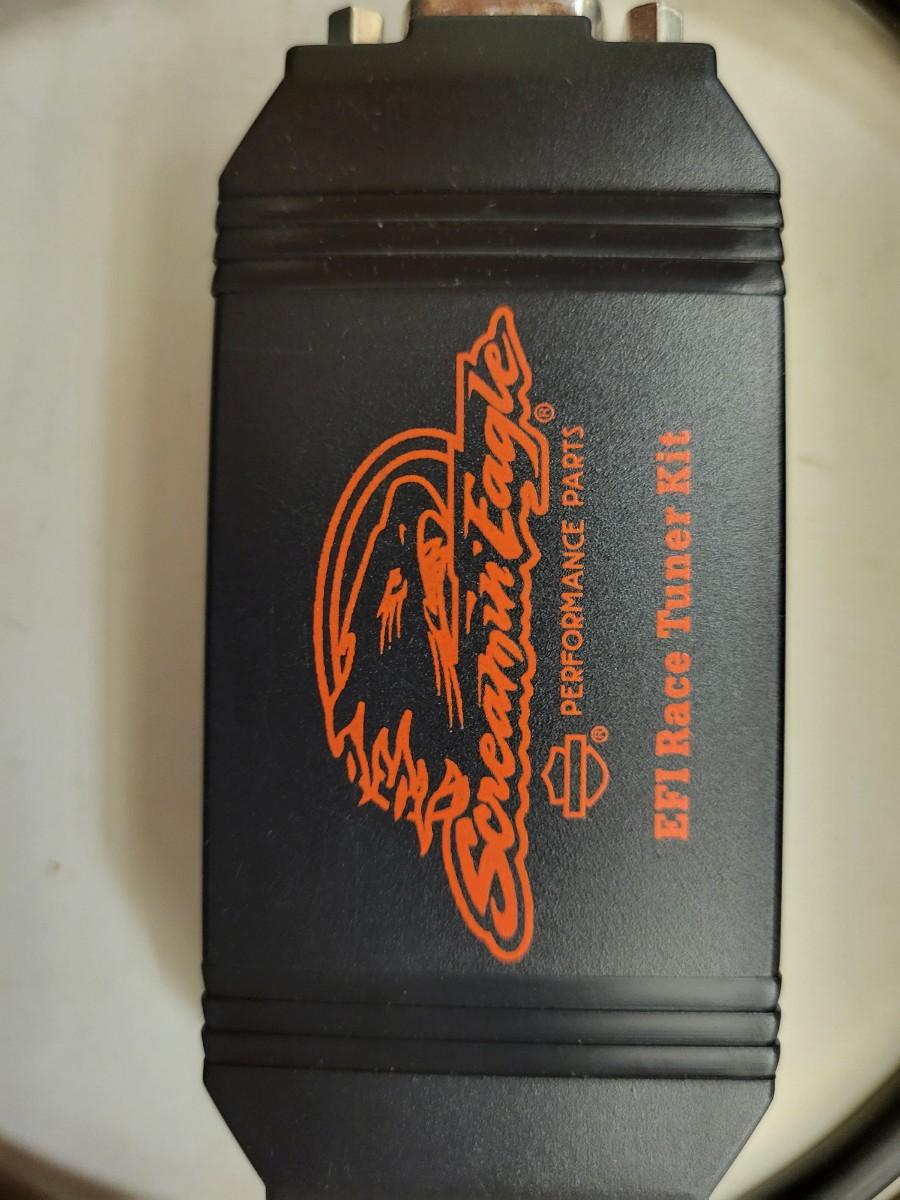 Screamin' Eagle®
® PERFORMANCE PARTS
EFI Race Tuner Kit